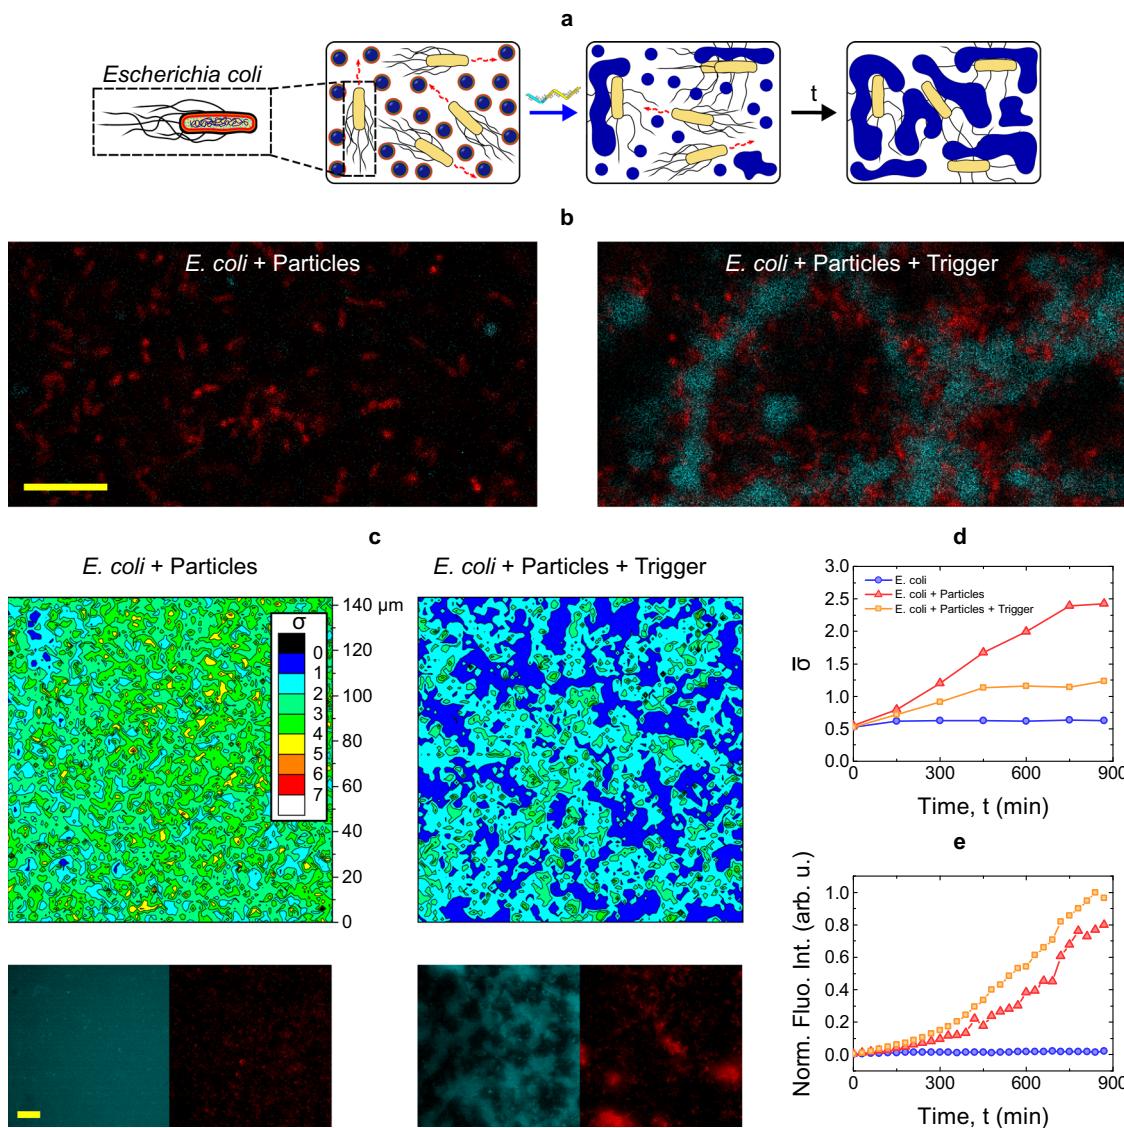 a
Escherichia coli
t
b
E. coli + Particles
E. coli + Particles + Trigger
c
E. coli + Particles
E. coli + Particles + Trigger
σ
0
1
2
3
4
5
6
7
140 µm
120
100
80
60
40
20
0
d
3.0
2.5
2.0
1.5
1.0
0.5
0.0
σ̅
E. coli
E. coli + Particles
E. coli + Particles + Trigger
0 300 600 900
Time, t (min)
e
Norm. Fluo. Int. (arb. u.)
1.0
0.8
0.6
0.4
0.2
0.0
0 300 600 900
Time, t (min)